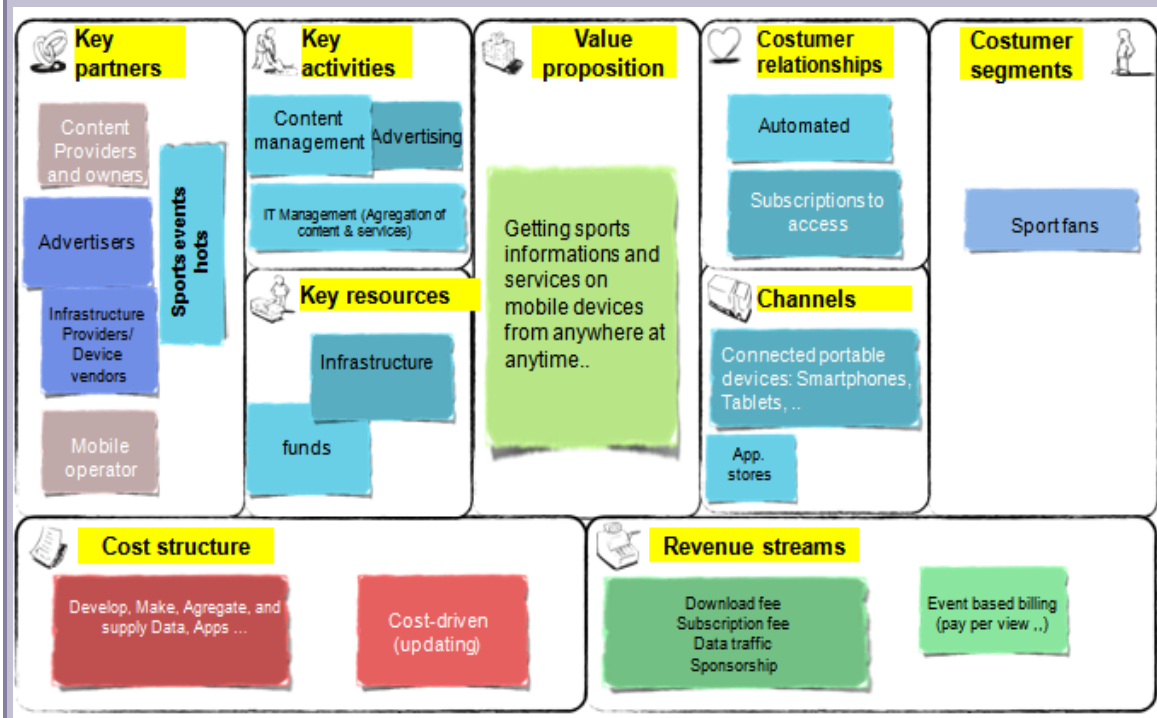 Key
partners
Content
Providers
and owners
Sports events
hots
Advertisers
Infrastructure
Providers/
Device
vendors
Mobile
operator
Key
activities
Content
management
Advertising
IT Management (Agregation of
content & services)
Key resources
Infrastructure
funds
Value
proposition
Getting sports
informations and
services on
mobile devices
from anywhere at
anytime..
Costumer
relationships
Automated
Subscriptions to
access
Channels
Connected portable
devices: Smartphones,
Tablets, ..
App.
stores
Costumer
segments
Sport fans
Cost structure
Develop, Make, Agregate, and
supply Data, Apps ...
Cost-driven
(updating)
Revenue streams
Download fee
Subscription fee
Data traffic
Sponsorship
Event based billing
(pay per view ,,)